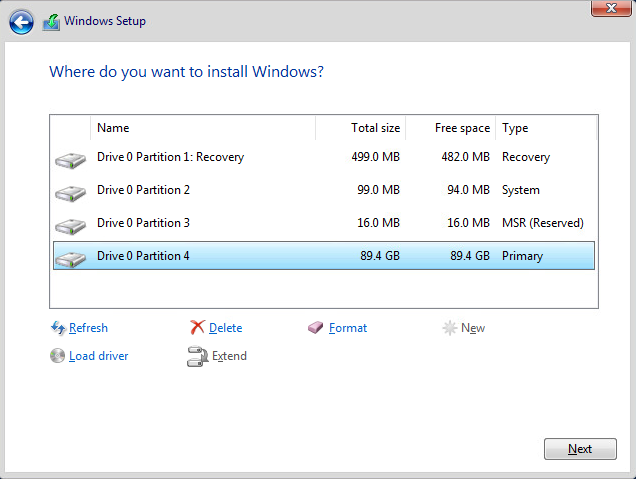 Windows Setup
Where do you want to install Windows?
Name Total size Free space Type
Drive 0 Partition 1: Recovery 499.0 MB 482.0 MB Recovery
Drive 0 Partition 2 99.0 MB 94.0 MB System
Drive 0 Partition 3 16.0 MB 16.0 MB MSR (Reserved)
Drive 0 Partition 4 89.4 GB 89.4 GB Primary
Refresh Delete Format New
Load driver Extend
Next